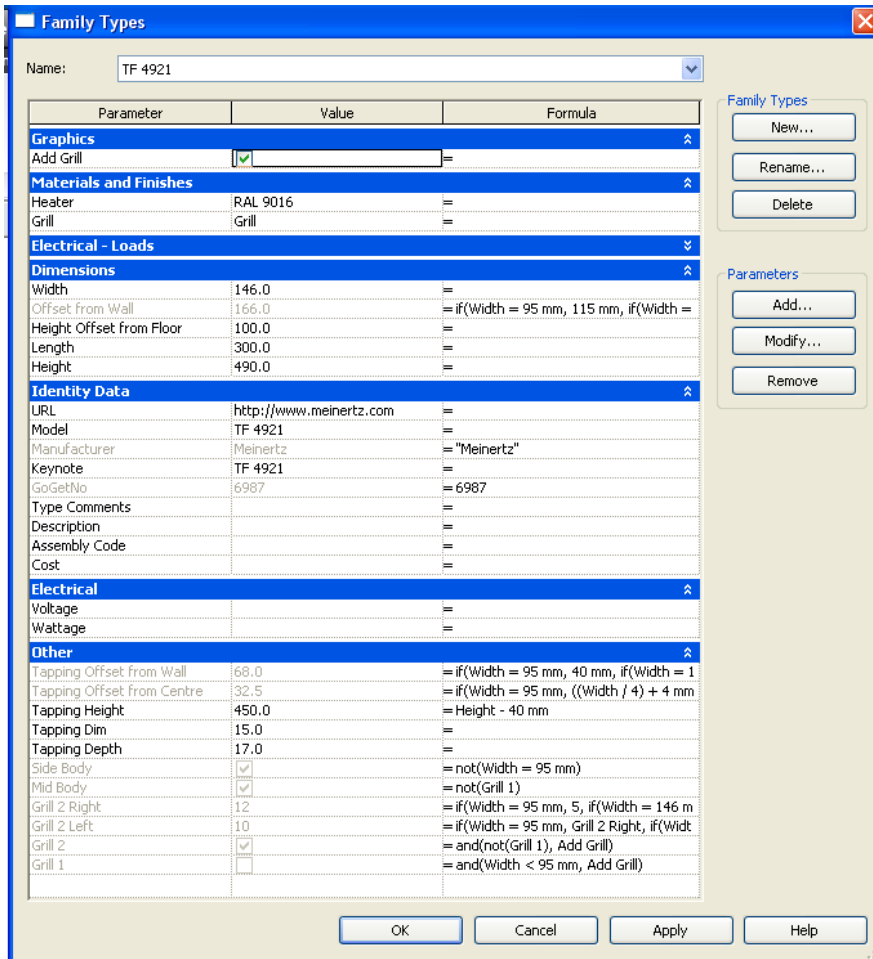 Family Types
Name: TF 4921
Parameter Value Formula
Graphics
Add Grill =
Materials and Finishes
Heater RAL 9016 =
Grill Grill =
Electrical - Loads
Dimensions
Width 146.0 =
Offset from Wall 166.0 = if(Width = 95 mm, 115 mm, if(Width =
Height Offset from Floor 100.0 =
Length 300.0 =
Height 490.0 =
Identity Data
URL http://www.meinertz.com =
Model TF 4921 =
Manufacturer Meinertz = "Meinertz"
Keynote TF 4921 =
GoGetNo 6987 = 6987
Type Comments =
Description =
Assembly Code =
Cost =
Electrical
Voltage =
Wattage =
Other
Tapping Offset from Wall 68.0 = if(Width = 95 mm, 40 mm, if(Width = 1
Tapping Offset from Centre 32.5 = if(Width = 95 mm, ((Width / 4) + 4 mm
Tapping Height 450.0 = Height - 40 mm
Tapping Dim 15.0 =
Tapping Depth 17.0 =
Side Body = not(Width = 95 mm)
Mid Body = not(Grill 1)
Grill 2 Right 12 = if(Width = 95 mm, 5, if(Width = 146 m
Grill 2 Left 10 = if(Width = 95 mm, Grill 2 Right, if(Widt
Grill 2 = and(not(Grill 1), Add Grill)
Grill 1 = and(Width < 95 mm, Add Grill)
Family Types
New...
Rename...
Delete
Parameters
Add...
Modify...
Remove
OK Cancel Apply Help